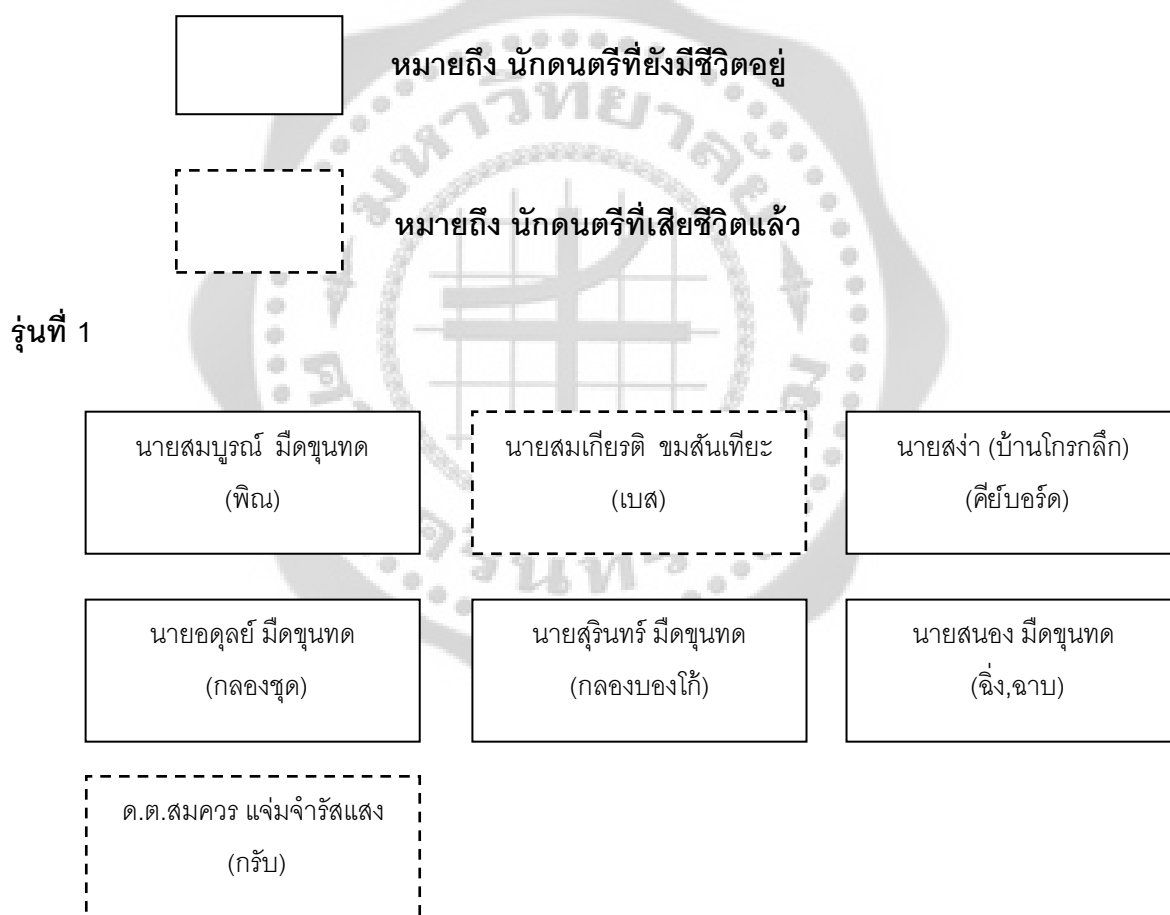 หมายถึง นักดนตรีที่ยังมีชีวิตอยู่
หมายถึง นักดนตรีที่เสียชีวิตแล้ว
รุ่นที่ 1
นายสมบูรณ์ มืดขุนทด
(พิณ)
นายสมเกียรติ ขมสันเทียะ
(เบส)
นายสง่า (บ้านโกรกลึก)
(คีย์บอร์ด)
นายอดุลย์ มืดขุนทด
(กลองชุด)
นายสุรินทร์ มืดขุนทด
(กลองบองโก้)
นายสนอง มืดขุนทด
(ฉิ่ง,ฉาบ)
ด.ต.สมควร แจ่มจำรัสแสง
(กรับ)
มหาวิทยาลัย